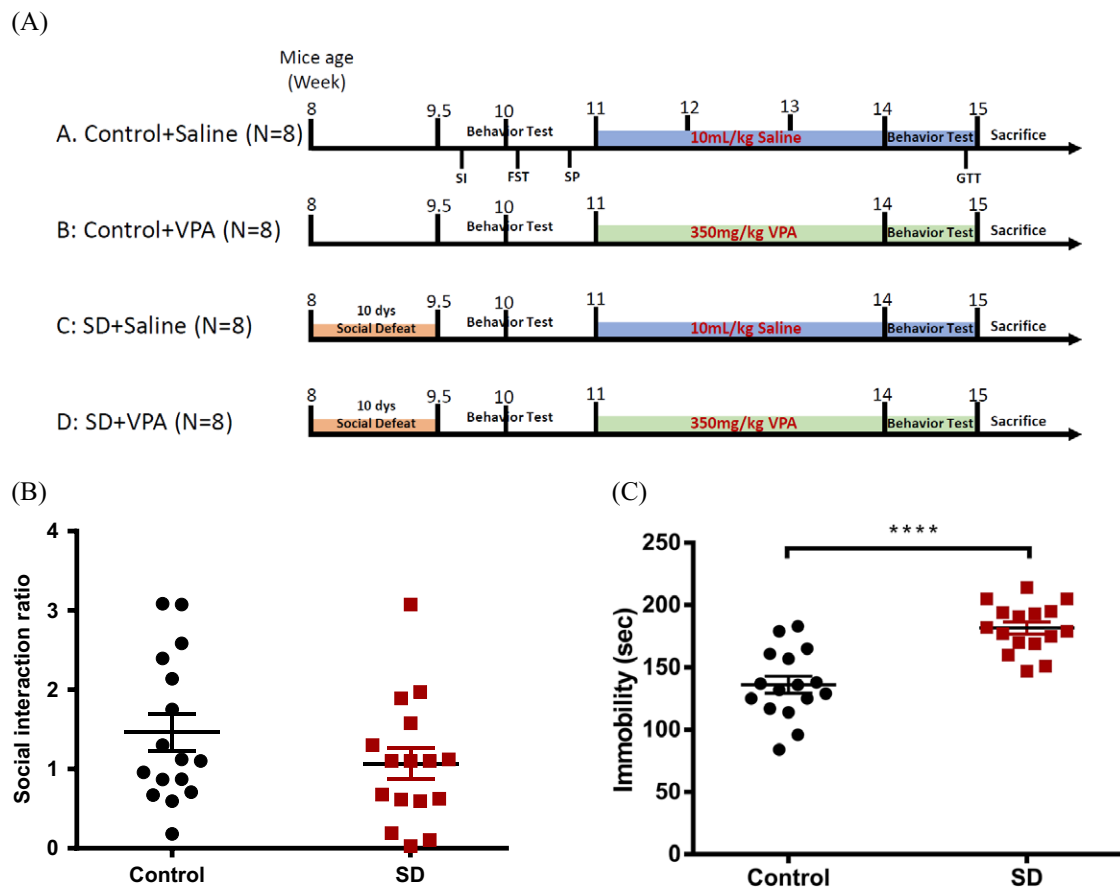 (A)
Mice age
(Week)
8 9.5 10 11 12 13 14 15
A. Control+Saline (N=8) Behavior Test 10mL/kg Saline Behavior Test Sacrifice
SI FST SP GTT
8 9.5 10 11 14 15
B: Control+VPA (N=8) Behavior Test 350mg/kg VPA Behavior Test Sacrifice
8 10 dys 9.5 10 11 14 15
C: SD+Saline (N=8) Social Defeat Behavior Test 10mL/kg Saline Behavior Test Sacrifice
8 10 dys 9.5 10 11 14 15
D: SD+VPA (N=8) Social Defeat Behavior Test 350mg/kg VPA Behavior Test Sacrifice
(B)
Social interaction ratio
4
3
2
1
0
Control SD
(C)
****
Immobility (sec)
250
200
150
100
50
0
Control SD